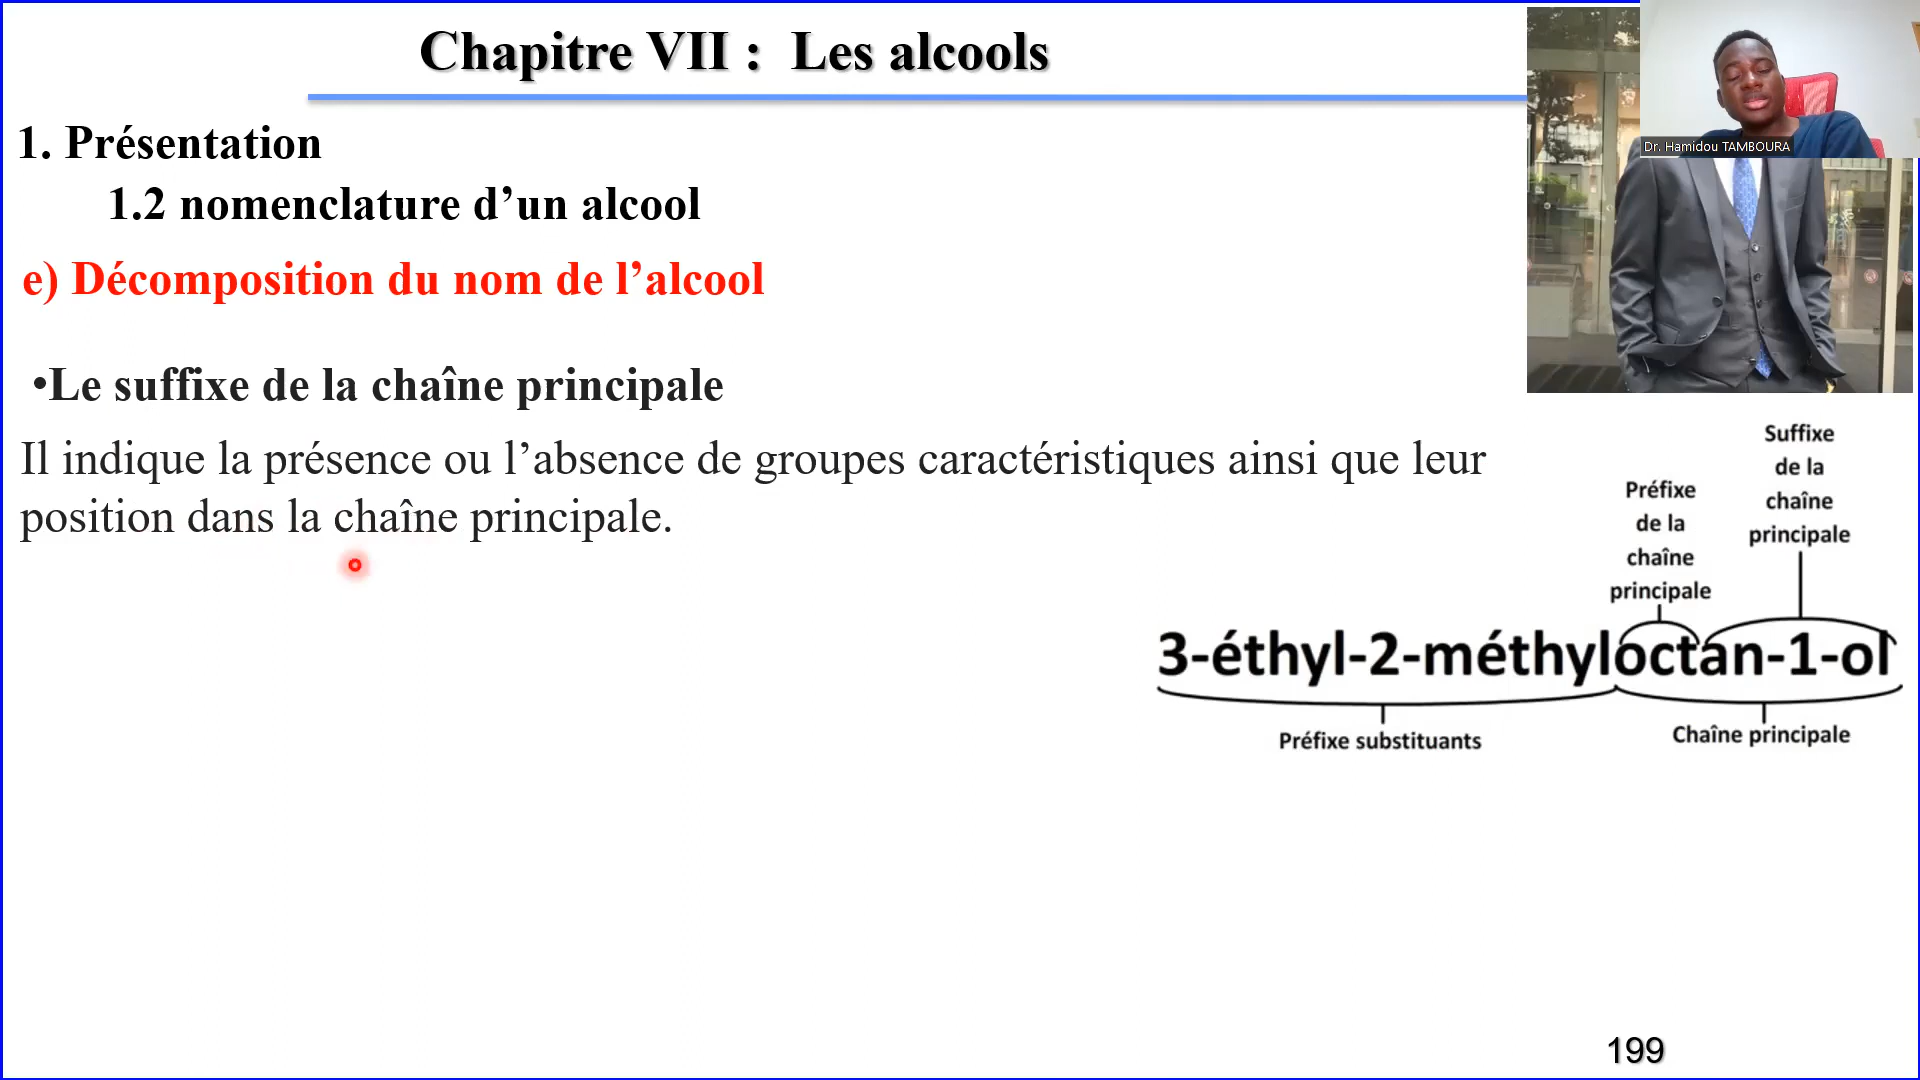 Chapitre VII :  Les alcools
Dr. Hamidou TAMBOURA
1. Présentation
1.2 nomenclature d’un alcool
e) Décomposition du nom de l’alcool
•Le suffixe de la chaîne principale
Il indique la présence ou l’absence de groupes caractéristiques ainsi que leur
position dans la chaîne principale.
Suffixe
de la
chaîne
principale
Préfixe
de la
chaîne
principale
3-éthyl-2-méthyloctan-1-ol
Préfixe substituants
Chaîne principale
199